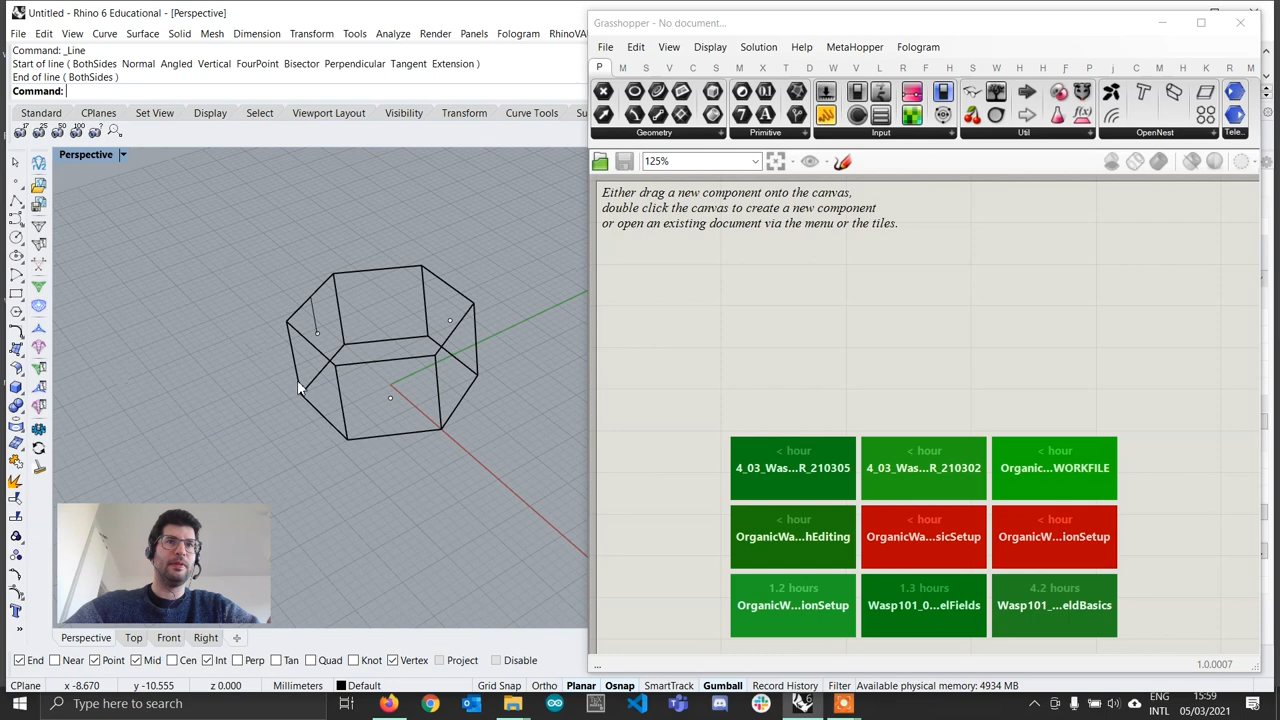 Untitled - Rhino 6 Educational - [Perspective]
File Edit View Curve Surface Solid Mesh Dimension Transform Tools Analyze Render Panels Fologram RhinoVA
Command: _Line
Start of line ( BothSides Normal Angled Vertical FourPoint Bisector Perpendicular Tangent Extension )
End of line ( BothSides )
Command:
Standard CPlanes Set View Display Select Viewport Layout Visibility Transform Curve Tools Su
Perspective
Perspective Top Front Right
End Near Point Mid Cen Int Perp Tan Quad Knot Vertex Project Disable
CPlane x -8.670 y -10.555 z 0.000 Millimeters Default Grid Snap Ortho Planar Osnap SmartTrack Gumball Record History Filter Available physical memory: 4934 MB
Grasshopper - No document...
File Edit View Display Solution Help MetaHopper Fologram
P M S V C S M X T D V L R F E S U A F P j C M H K R M
Geometry Primitive Input Util OpenNest Tele...
125%
Either drag a new component onto the canvas,
double click the canvas to create a new component
or open an existing document via the menu or the tiles.
< hour
4_03_Was...R_210305
< hour
4_03_Was...R_210302
< hour
Organic...WORKFILE
< hour
OrganicWa...hEditing
< hour
OrganicWa...sicSetup
< hour
OrganicW...ionSetup
1.2 hours
OrganicW...ionSetup
1.3 hours
Wasp101_0...elFields
4.2 hours
Wasp101_...eldBasics
...
1.0.0007
Type here to search
ENG
INTL
15:59
05/03/2021